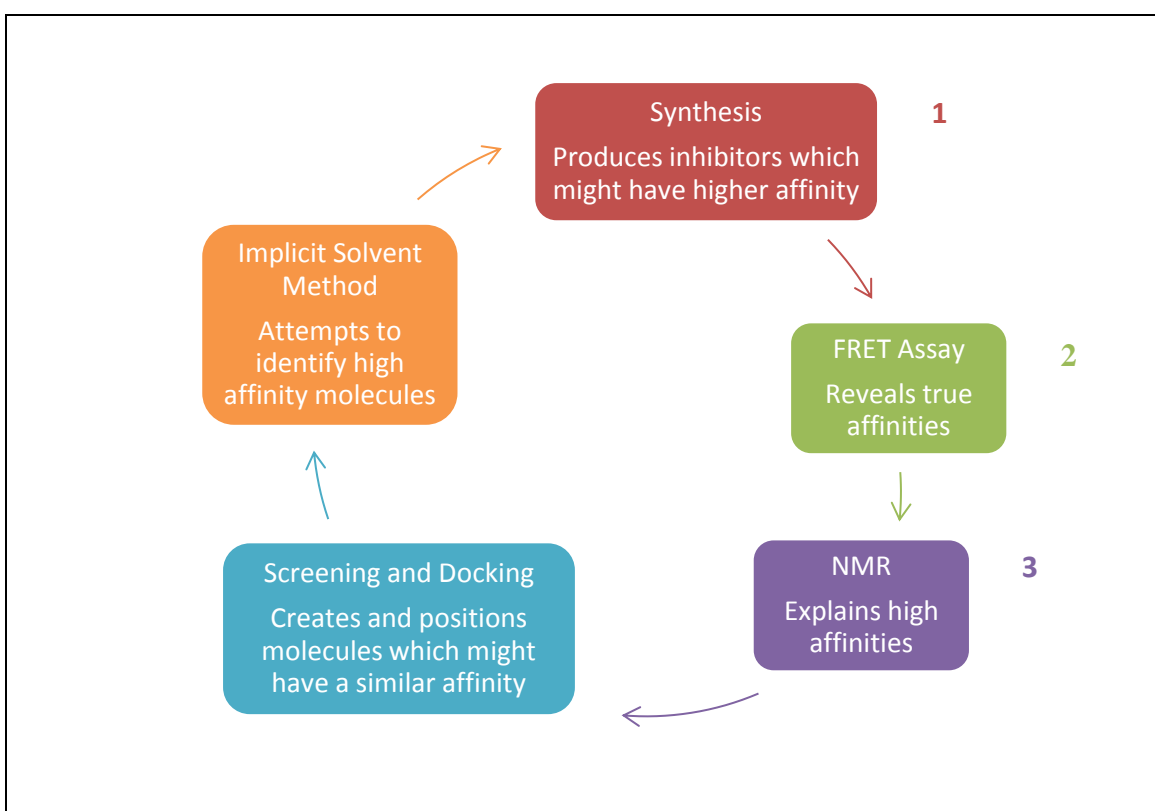 Synthesis
Produces inhibitors which
might have higher affinity
1
FRET Assay
Reveals true
affinities
2
NMR
Explains high
affinities
3
Screening and Docking
Creates and positions
molecules which might
have a similar affinity
Implicit Solvent
Method
Attempts to
identify high
affinity molecules